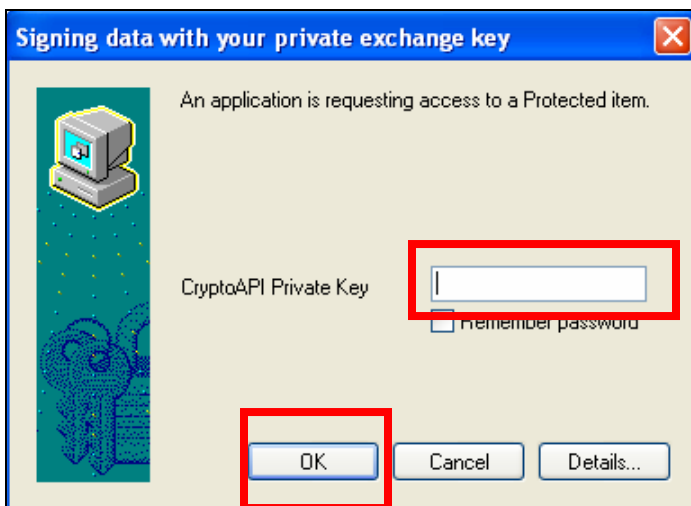 Signing data with your private exchange key
An application is requesting access to a Protected item.
CryptoAPI Private Key
Remember password
OK Cancel Details...